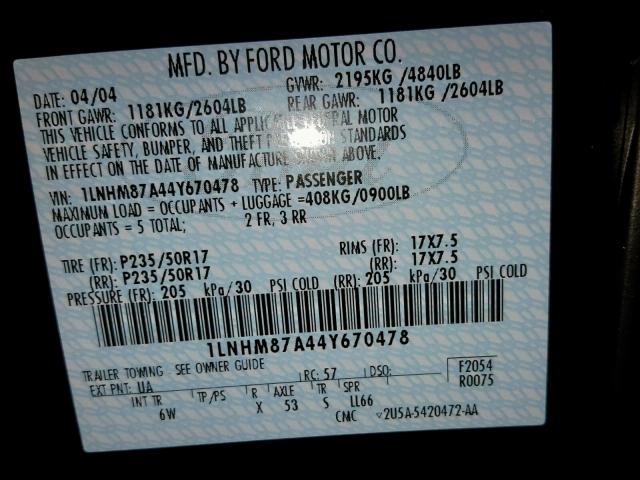 MFD. BY FORD MOTOR CO.
DATE: 04/04 GVWR: 2195KG /4840LB
FRONT GAWR: 1181KG/2604LB REAR GAWR: 1181KG/2604LB
THIS VEHICLE CONFORMS TO ALL MOTOR
VEHICLE SAFETY, BUMPER, AND THEFT STANDARDS
IN EFFECT ON THE DATE OF MANUFACTURE SHOWN ABOVE.
VIN: 1LNHM87A44Y670478 TYPE: PASSENGER
MAXIMUM LOAD = OCCUPANTS + LUGGAGE =408KG/0900LB
OCCUPANTS = 5 TOTAL; 2 FR, 3 RR
TIRE (FR): P235/50R17 RIMS (FR): 17X7.5
(RR): P235/50R17 (RR): 17X7.5
PRESSURE (FR): 205 kPa/30 PSI COLD (RR): 205 kPa/30 PSI COLD
1LNHM87A44Y670478
TRAILER TOWING SEE OWNER GUIDE
EXT PNT: UA RC: 57 DSO: F2054
R0075
INT TR TP/PS R AXLE TR SPR
6W X 53 S LL66
CMC 2U5A-5420472-AA